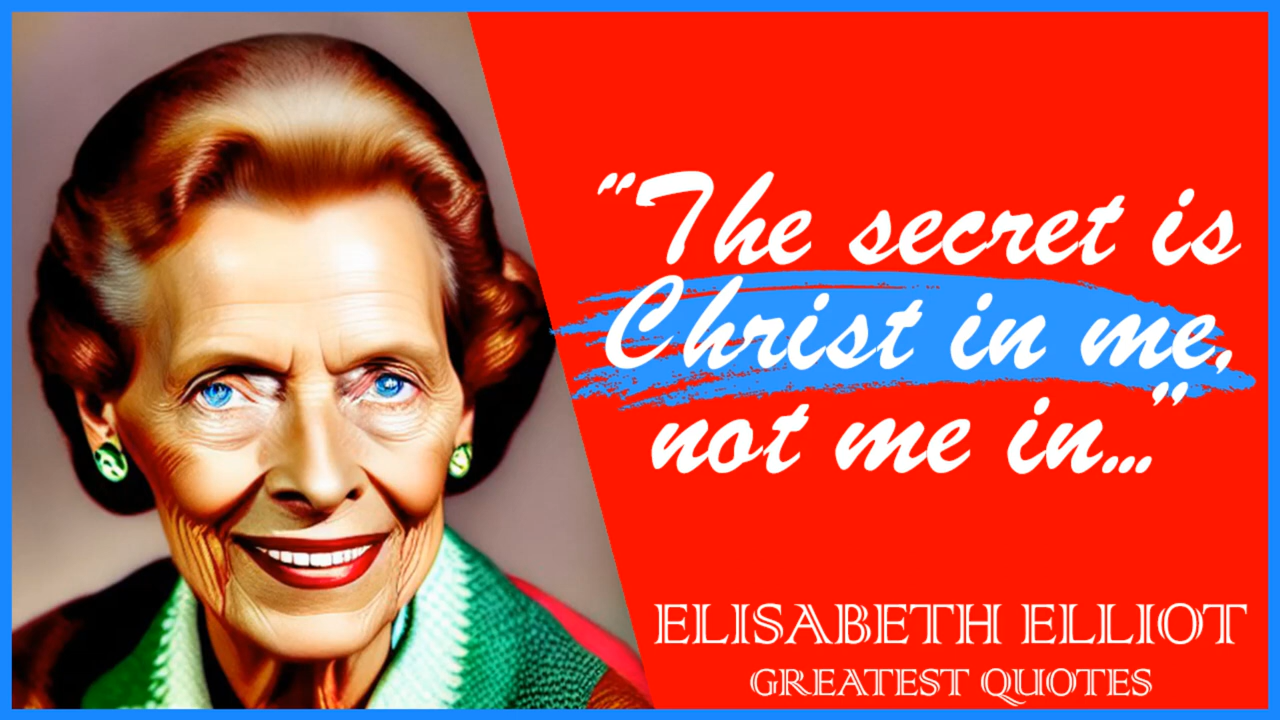 "The secret is
Christ in me,
not me in..."
ELISABETH ELLIOT
GREATEST QUOTES